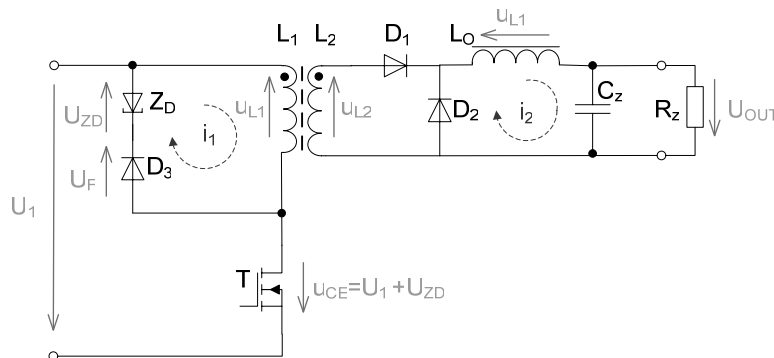 L1 L2 D1 LO uL1
U1
UZD ZD
UF D3
i1
uL1 uL2
D2
i2
Cz
Rz
UOUT
T
uCE=U1+UZD